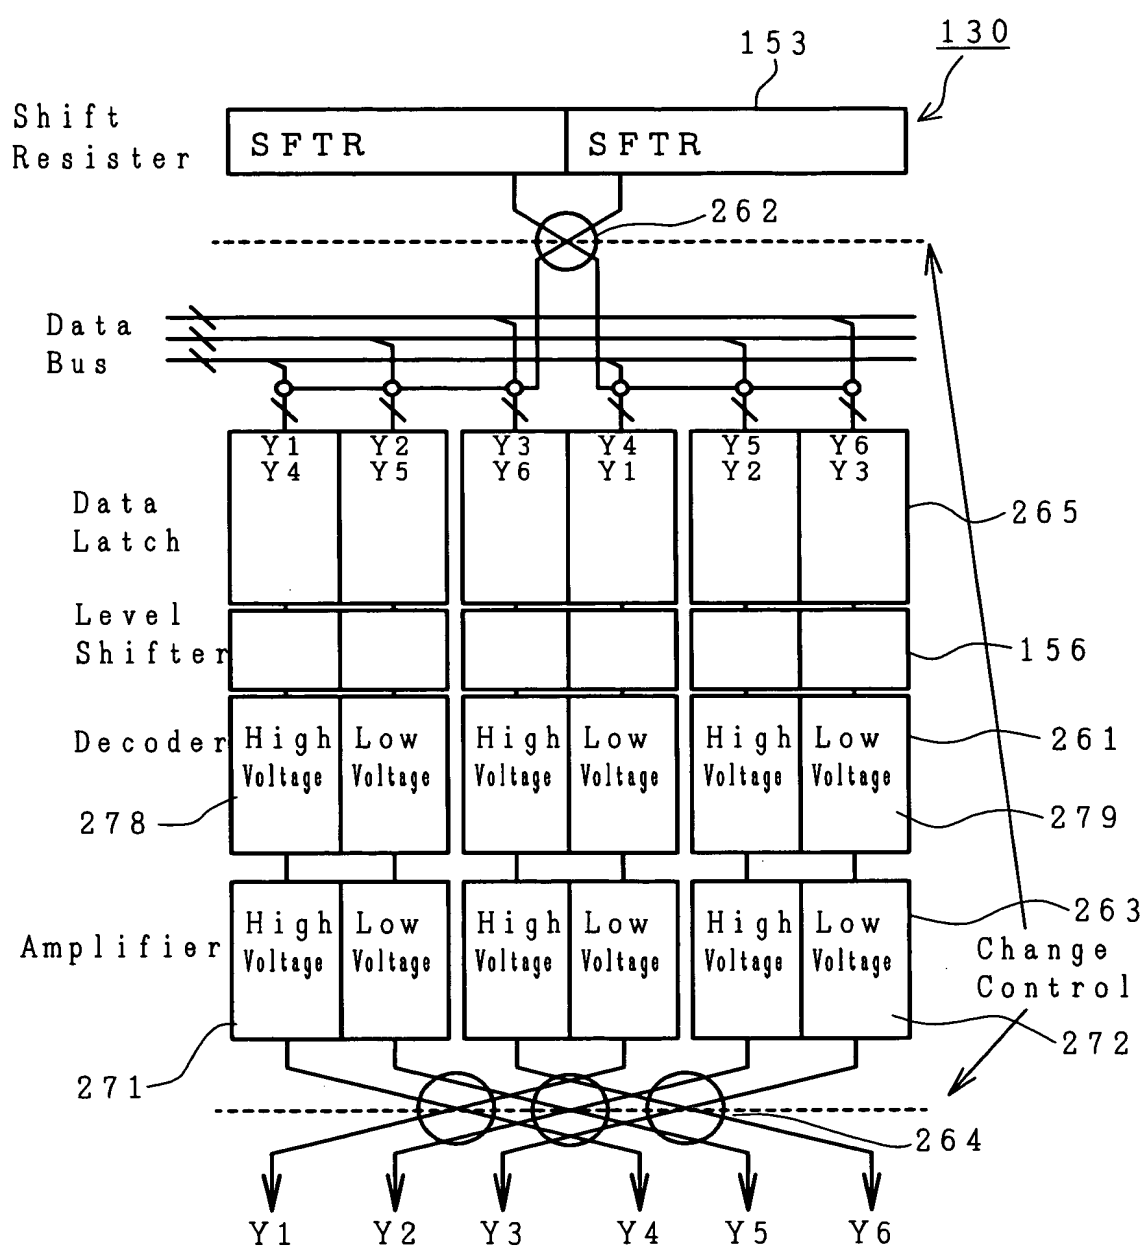 130
153
Shift
Resister
SFTR SFTR
262
Data
Bus
Y1 Y2 Y3 Y4 Y5 Y6
Y4 Y5 Y6 Y1 Y2 Y3
Data
Latch
265
Level
Shifter
156
Decoder
High Low High Low High Low
Voltage Voltage Voltage Voltage Voltage Voltage
261
278
279
Amplifier
High Low High Low High Low
Voltage Voltage Voltage Voltage Voltage Voltage
263
Change
Control
271
272
264
Y1 Y2 Y3 Y4 Y5 Y6